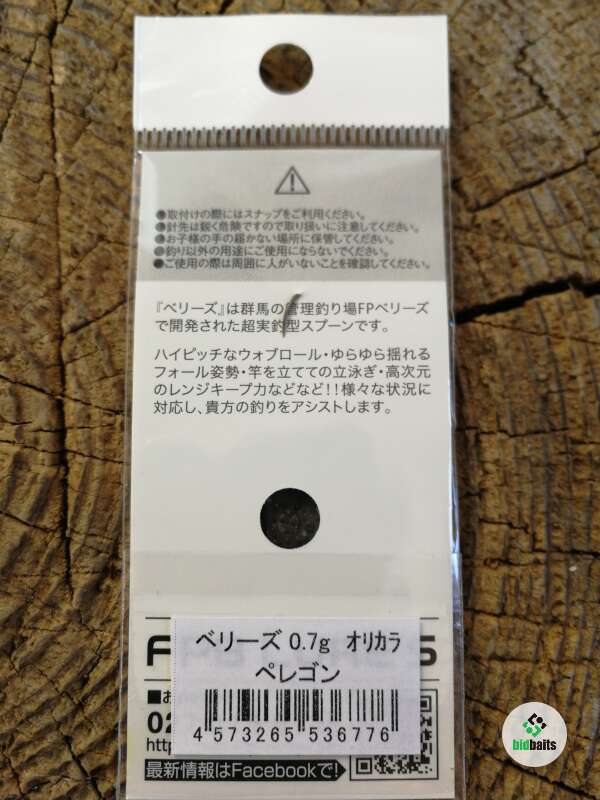 ●取付けの際にはスナップをご利用ください。
●針先は鋭く危険ですので取り扱いに注意してください。
●お子様の手の届かない場所に保管してください。
●釣り以外の用途にご使用にならないでください。
●ご使用の際は周囲に人がいないことを確認してください。
『ベリーズ』は群馬の管理釣り場FPベリーズ
で開発された超実釣型スプーンです。
ハイピッチなウォブロール・ゆらゆら揺れる
フォール姿勢・竿を立てての立泳ぎ・高次元
のレンジキープ力などなど!!様々な状況に
対応し、貴方の釣りをアシストします。
ベリーズ 0.7g オリカラ
ペレゴン
4 573265 536776
■お
02
http
最新情報はFacebookで!
bidbaits